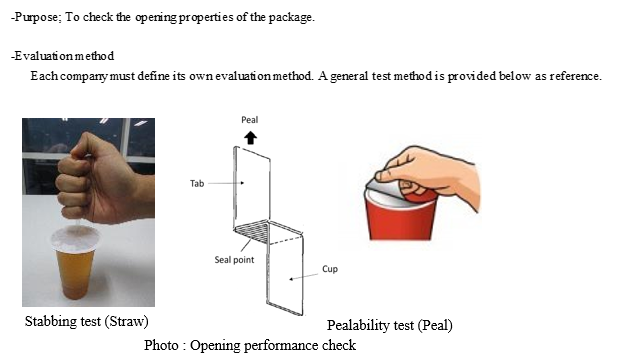 -Purpose; To check the opening properties of the package.
-Evaluation method
Each company must define its own evaluation method. A general test method is provided below as reference.
Peal
Tab
Seal point
Cup
Stabbing test (Straw)
Pealability test (Peal)
Photo : Opening performance check